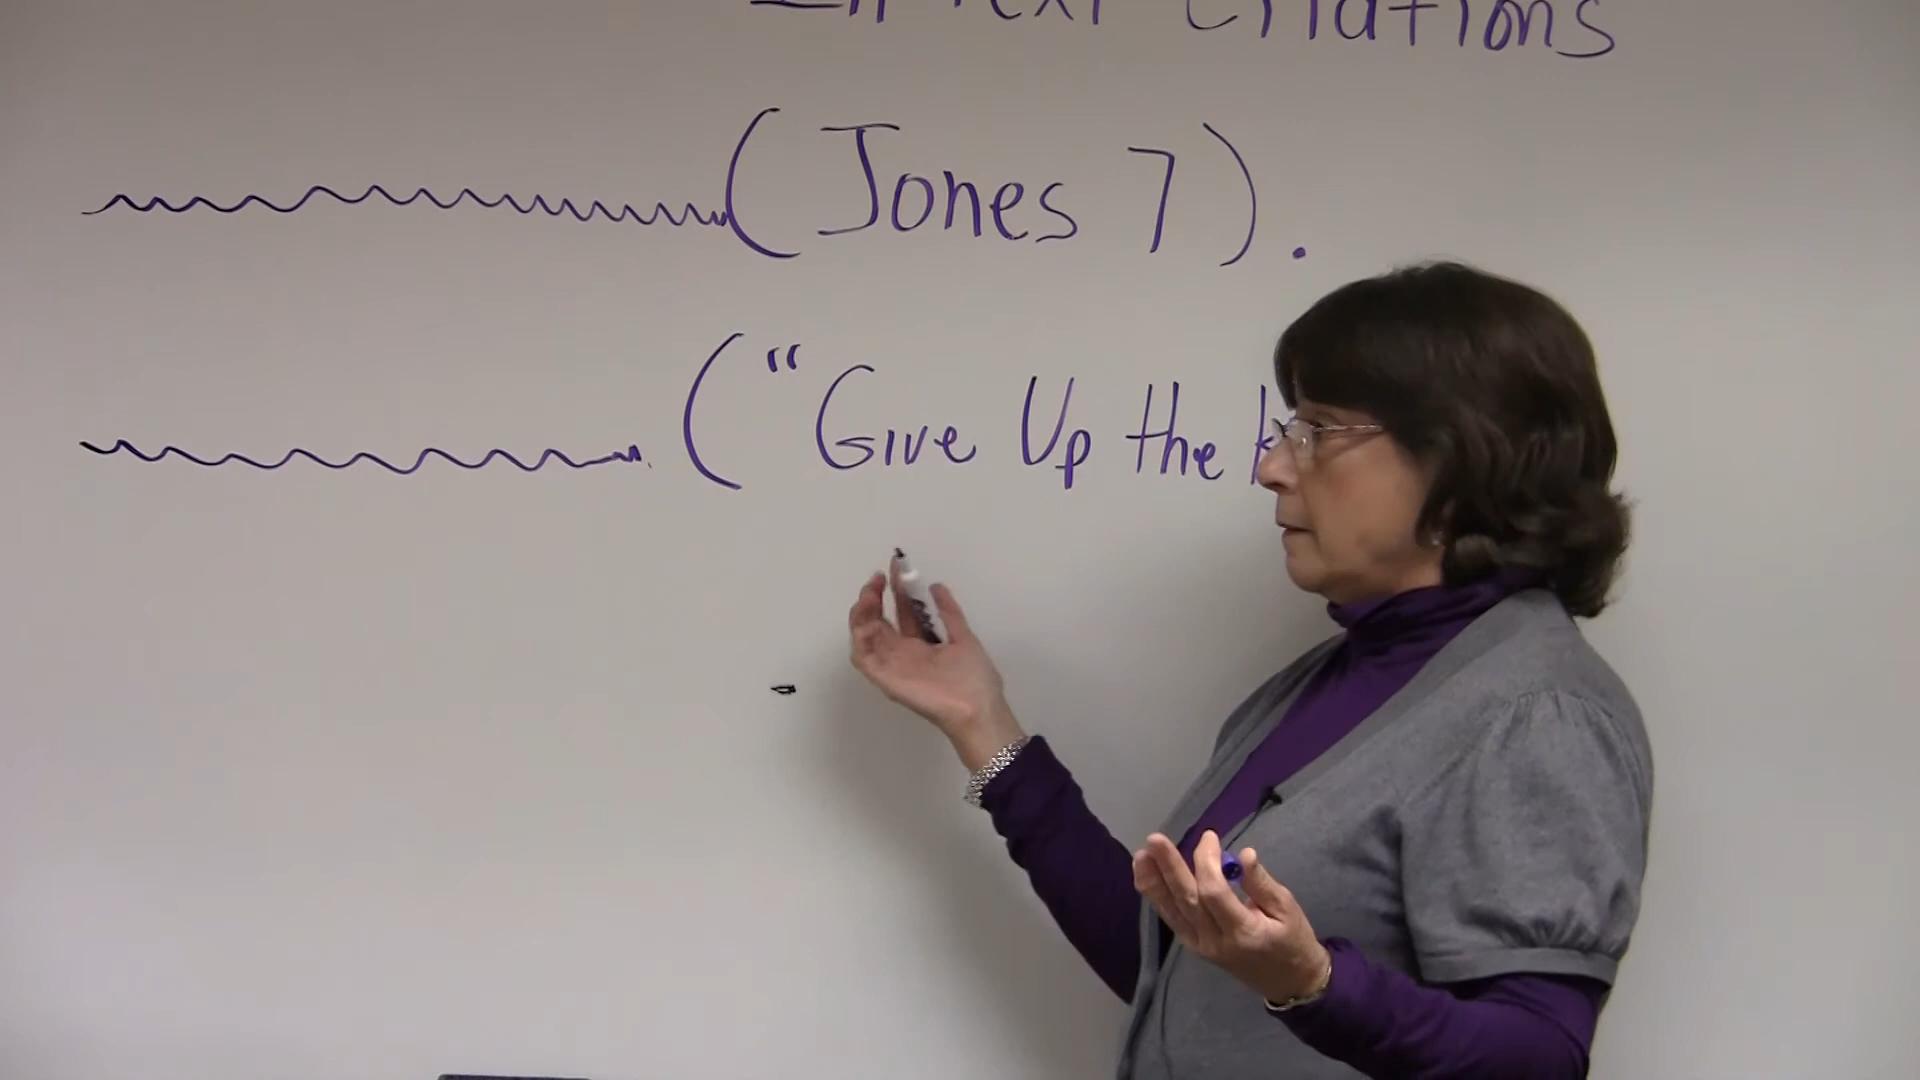 In Text Citations
(Jones 7).
("Give Up the